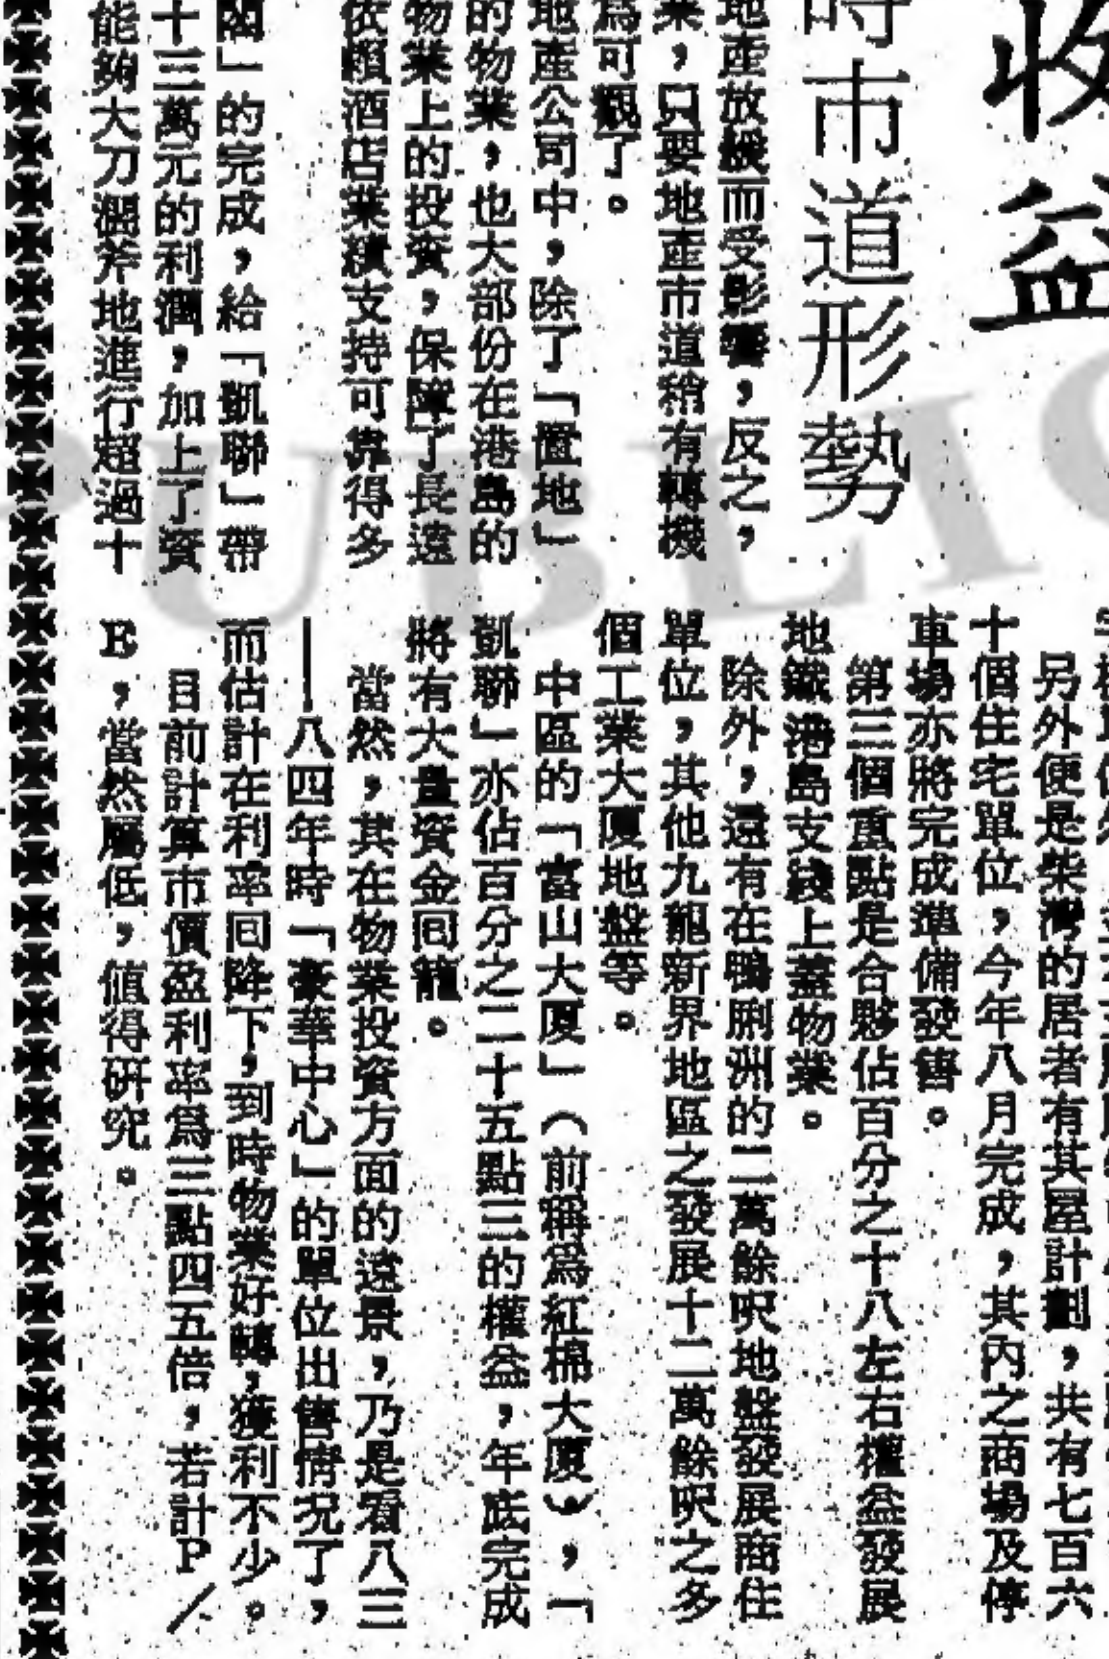 收益
時市道形勢
地產放機而受影響，反之，
業，只要地產市道稍有轉機
為可觀了。
地產公司中，除了「置地」
的物業，也大部份在港島的
物業上的投資，保障了長遠
依賴酒店業績支持可靠得多
閣」的完成，給「凱聯」帶
十三萬元的利潤，加上了資
能夠大刀濶斧地進行超過十
另外便是柴灣的居者有其屋計劃，共有七百六
十個住宅單位，今年八月完成，其內之商場及停
車場亦將完成準備發售。
第三個重點是合夥佔百分之十八左右權益發展
地鐵港島支綫上蓋物業。
除外，還有在鴨脷洲的二萬餘呎地盤發展商住
單位，其他九龍新界地區之發展十二萬餘呎之多
個工業大廈地盤等。
中區的「富山大廈」（前稱為紅棉大廈），「
凱聯」亦佔百分之二十五點三的權益，年底完成
將有大量資金回籠。
當然，其在物業投資方面的遠景，乃是看八三
——八四年時「豪華中心」的單位出售情況了，
而估計在利率回降下，到時物業好轉，獲利不少。
目前計算市價盈利率為三點四五倍，若計P／
E，當然屬低，值得研究。
PUBLIC